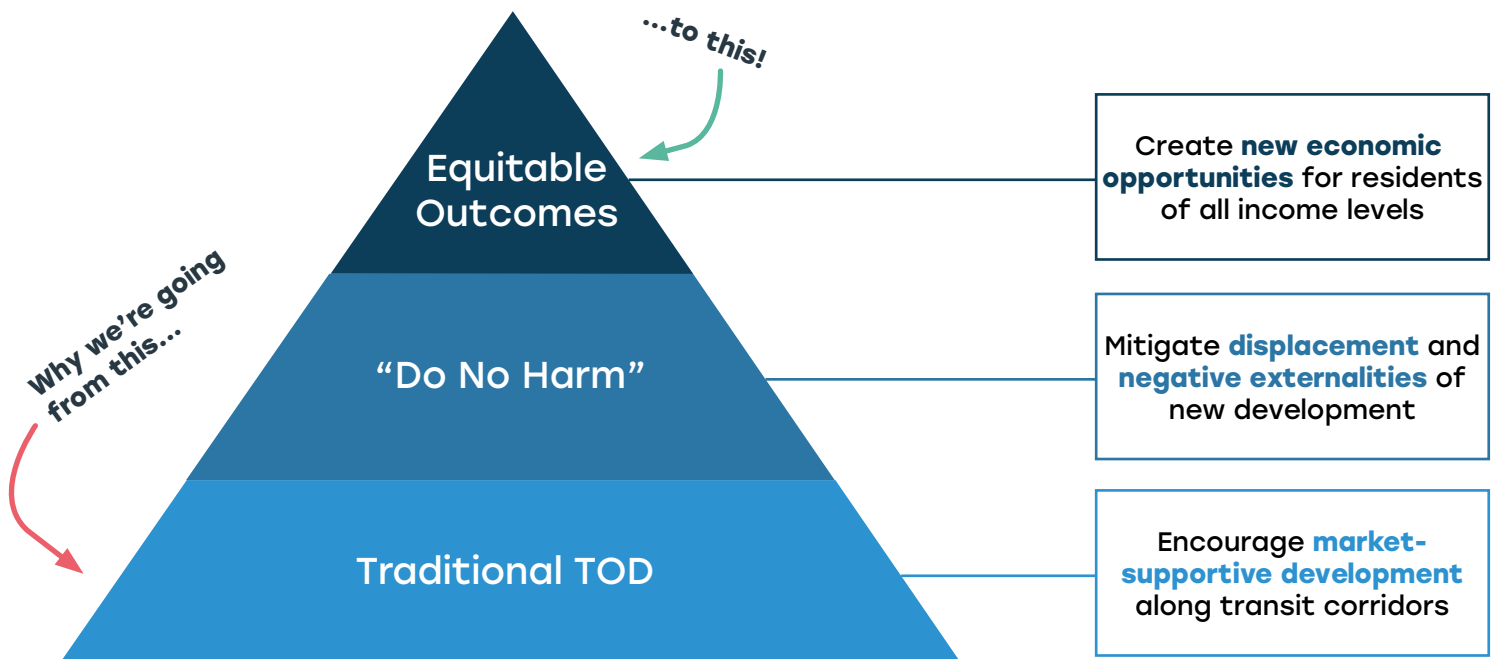 ...to this!
Equitable
Outcomes
Create new economic
opportunities for residents
of all income levels
Why we’re going
from this...
“Do No Harm”
Mitigate displacement and
negative externalities of
new development
Traditional TOD
Encourage market-
supportive development
along transit corridors